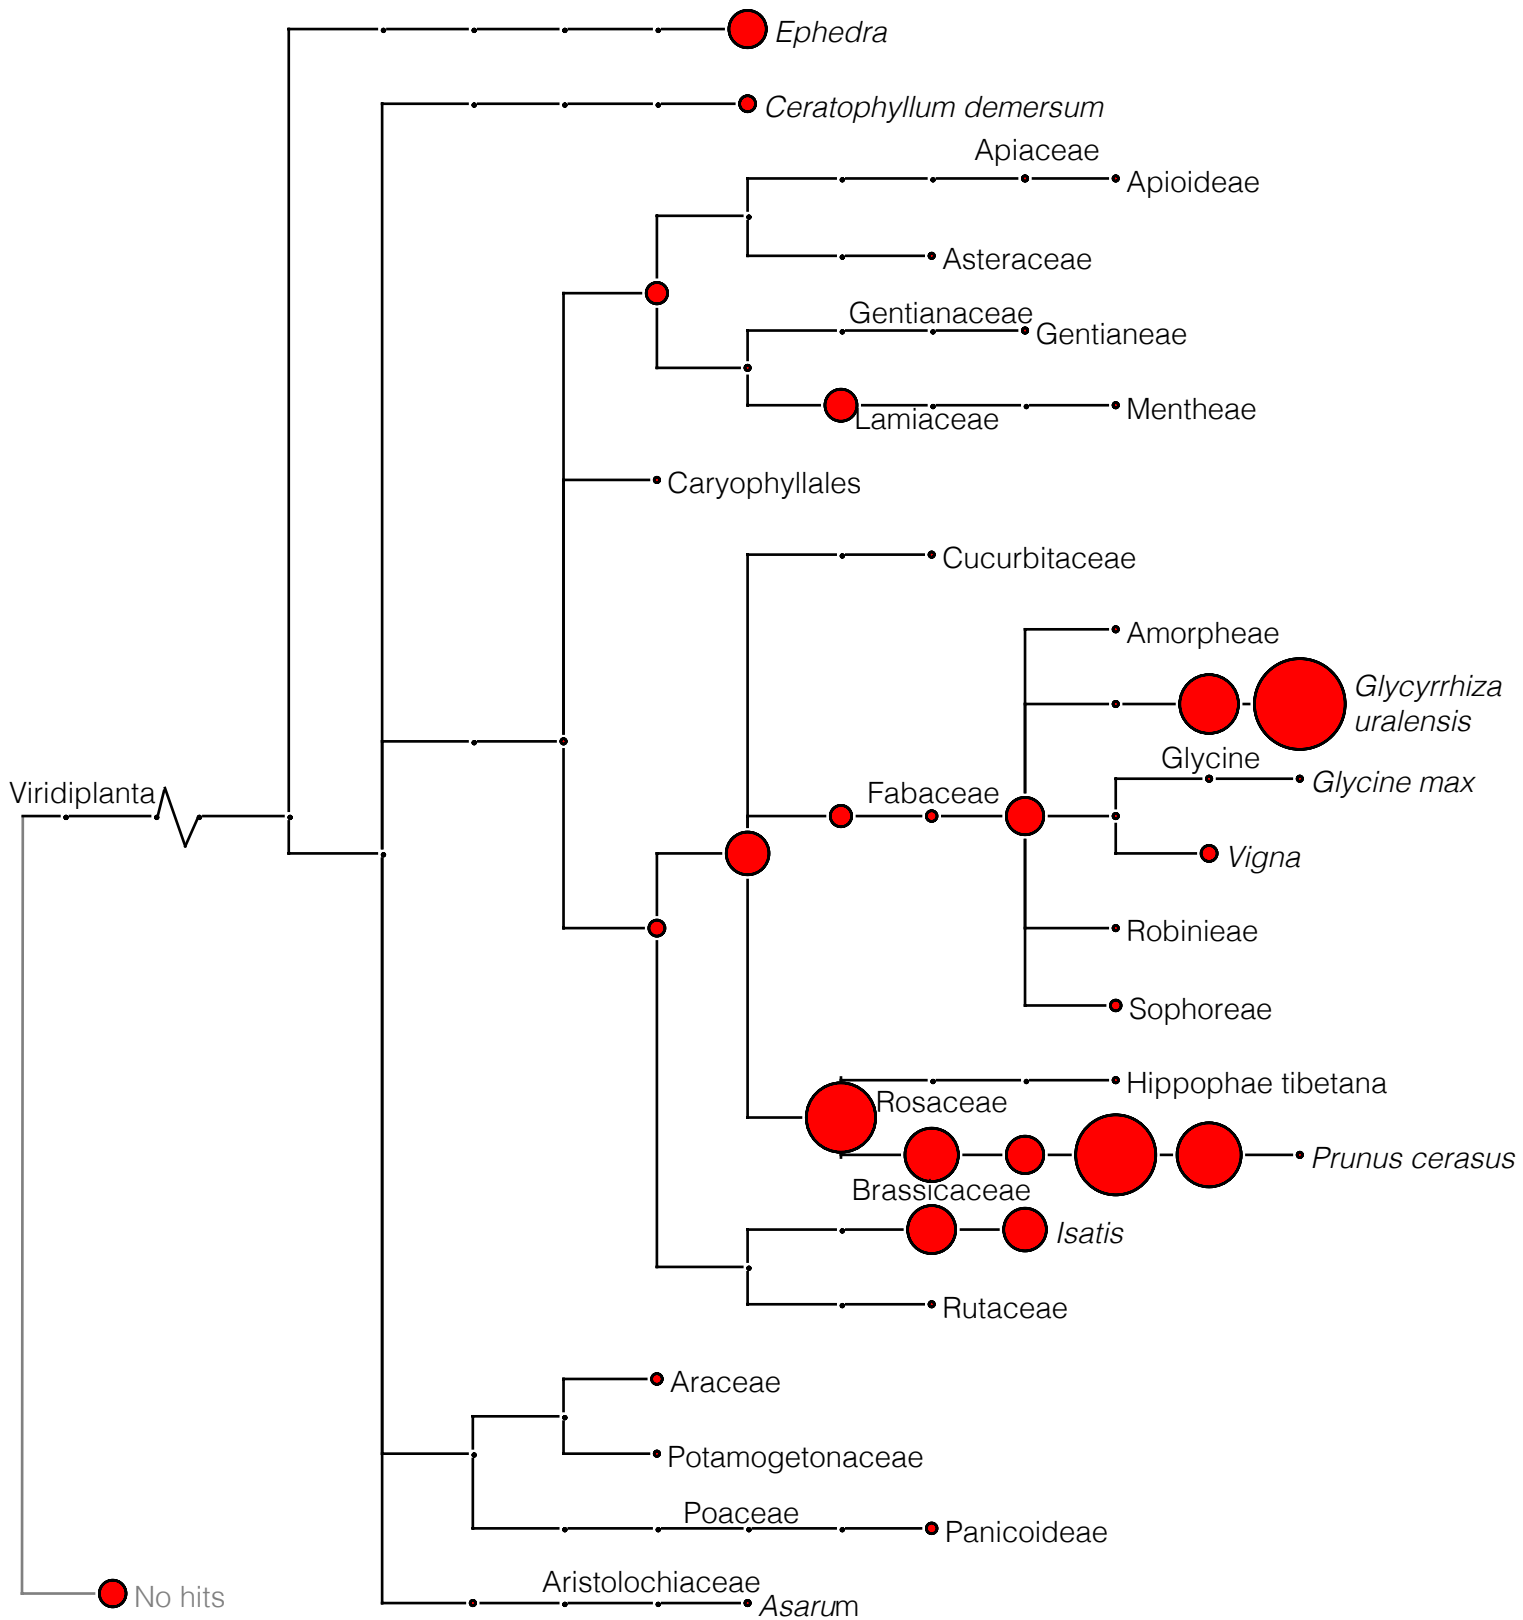 Ephedra
Ceratophyllum demersum
Apiaceae
Apioideae
Asteraceae
Gentianaceae
Gentianeae
Lamiaceae
Mentheae
Caryophyllales
Cucurbitaceae
Amorpheae
Glycyrrhiza
uralensis
Glycine
Glycine max
Viridiplanta
Fabaceae
Vigna
Robinieae
Sophoreae
Hippophae tibetana
Rosaceae
Prunus cerasus
Brassicaceae
Isatis
Rutaceae
Araceae
Potamogetonaceae
Poaceae
Panicoideae
Aristolochiaceae
Asarum
No hits